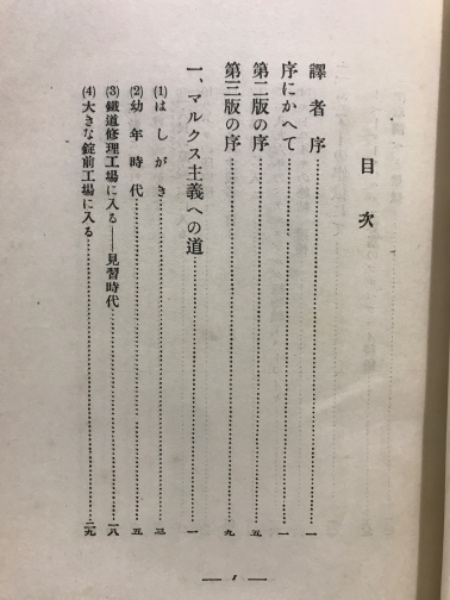 目次
譯者序……一
序にかへて……一
第二版の序……五
第三版の序……九
一、マルクス主義への道……一
(1)はしがき……三
(2)幼年時代……五
(3)鐵道修理工場に入る——見習時代……一八
(4)大きな錠前工場に入る……二九